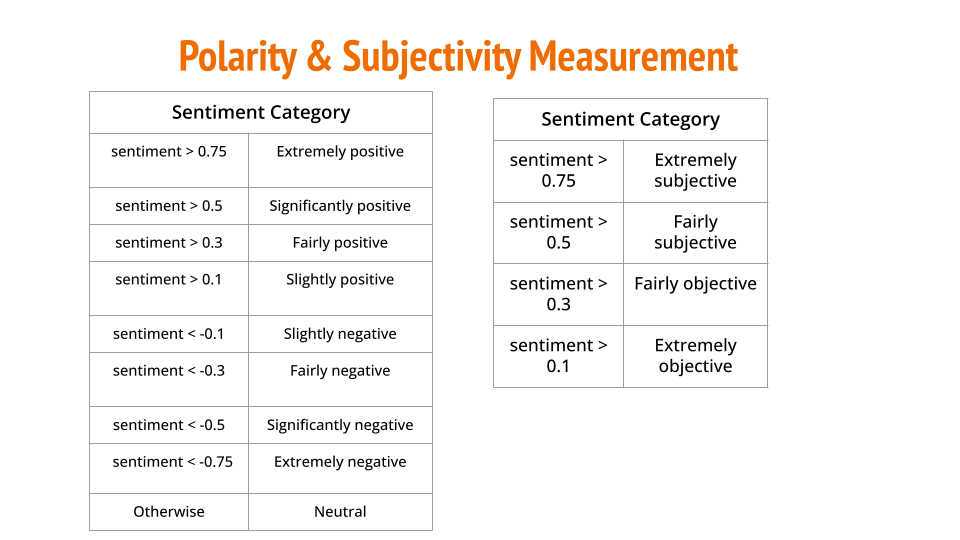 Polarity & Subjectivity Measurement
Sentiment Category
sentiment > 0.75 Extremely positive
sentiment > 0.5 Significantly positive
sentiment > 0.3 Fairly positive
sentiment > 0.1 Slightly positive
sentiment < -0.1 Slightly negative
sentiment < -0.3 Fairly negative
sentiment < -0.5 Significantly negative
sentiment < -0.75 Extremely negative
Otherwise Neutral
Sentiment Category
sentiment >
0.75
Extremely
subjective
sentiment >
0.5
Fairly
subjective
sentiment >
0.3
Fairly objective
sentiment >
0.1
Extremely
objective